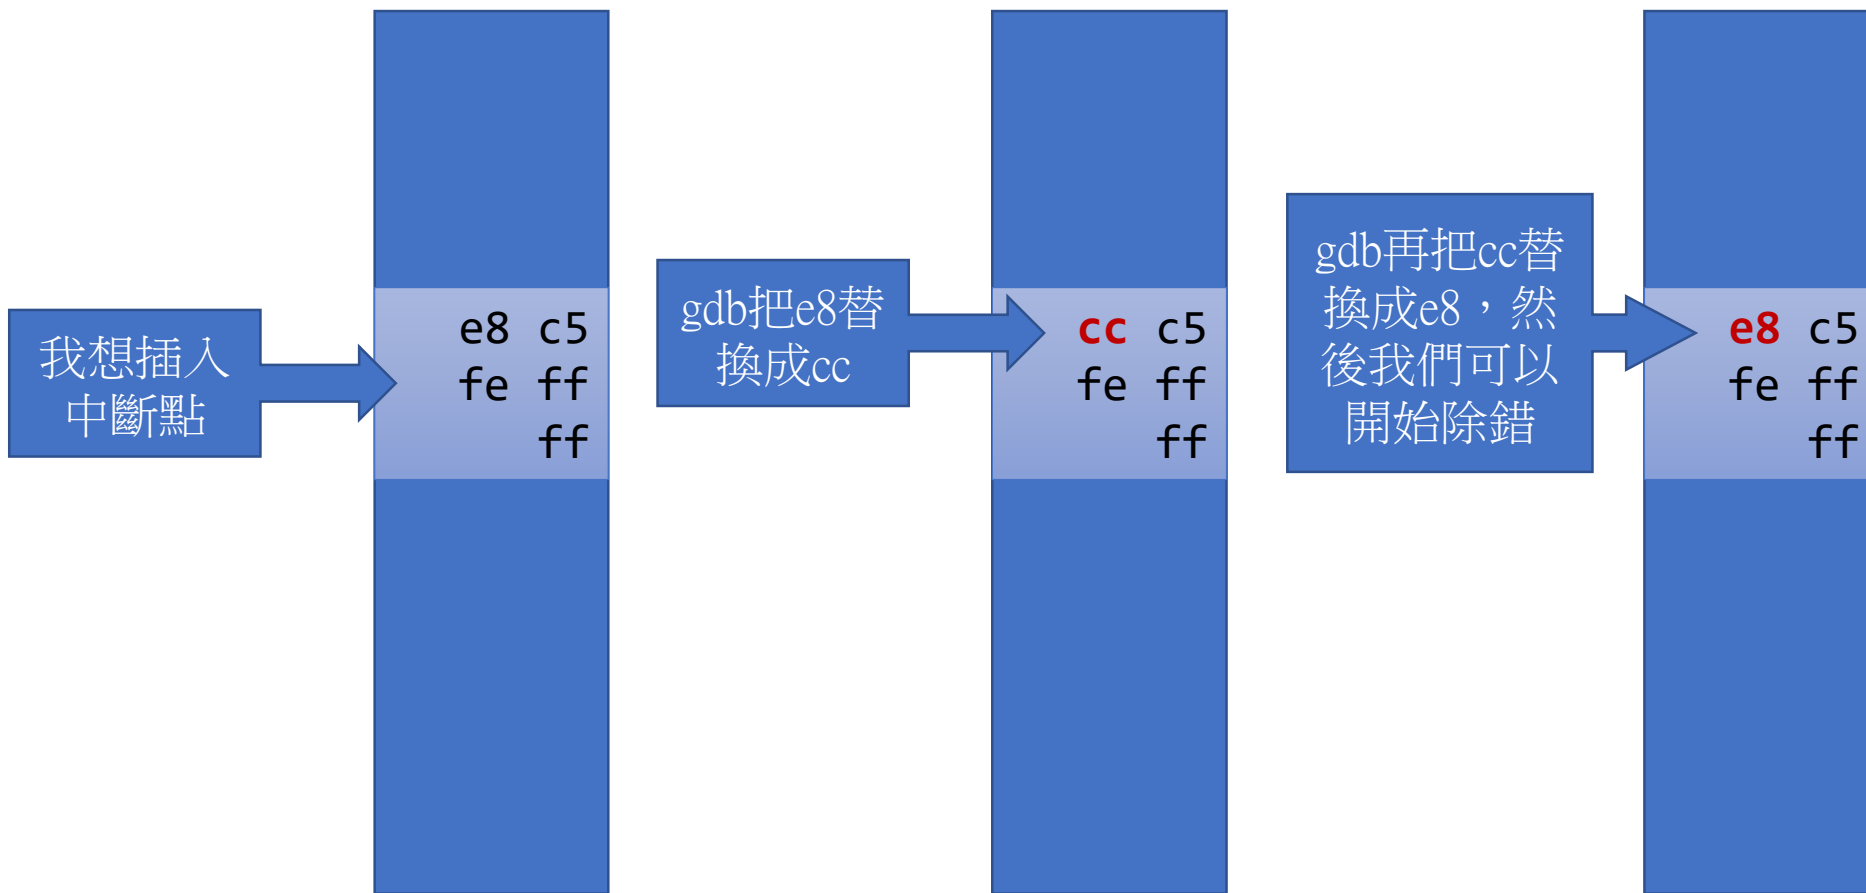 我想插入
中斷點
e8 c5
fe ff
ff
gdb把e8替
換成cc
cc c5
fe ff
ff
gdb再把cc替
換成e8，然
後我們可以
開始除錯
e8 c5
fe ff
ff